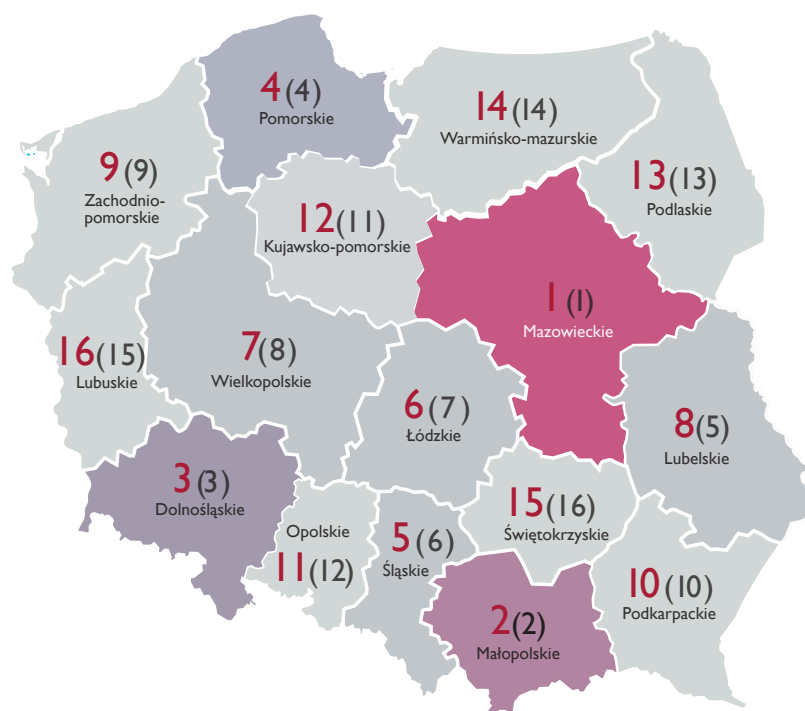 4 (4)
Pomorskie
14 (14)
Warmińsko-mazurskie
9 (9)
Zachodnio-
pomorskie
13 (13)
Podlaskie
12 (11)
Kujawsko-pomorskie
1 (1)
Mazowieckie
16 (15)
Lubuskie
7 (8)
Wielkopolskie
6 (7)
Łódzkie
8 (5)
Lubelskie
3 (3)
Dolnośląskie
Opolskie
11 (12)
5 (6)
Śląskie
15 (16)
Świętokrzyskie
10 (10)
Podkarpackie
2 (2)
Małopolskie